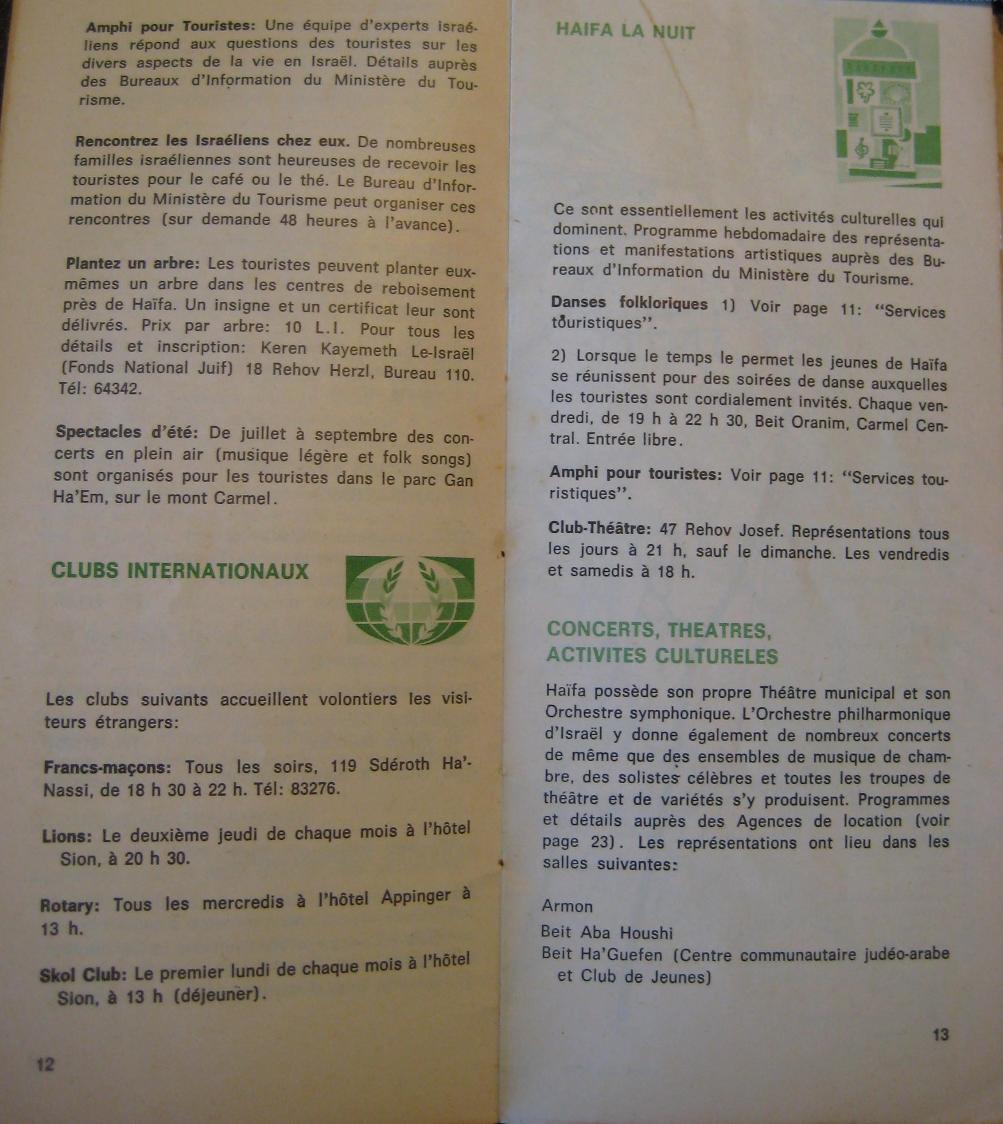 Amphi pour Touristes: Une équipe d'experts israé-
liens répond aux questions des touristes sur les
divers aspects de la vie en Israël. Détails auprès
des Bureaux d'Information du Ministère du Tou-
risme.
Rencontrez les Israéliens chez eux. De nombreuses
familles israéliennes sont heureuses de recevoir les
touristes pour le café ou le thé. Le Bureau d'Infor-
mation du Ministère du Tourisme peut organiser ces
rencontres (sur demande 48 heures à l'avance).
Plantez un arbre: Les touristes peuvent planter eux-
mêmes un arbre dans les centres de reboisement
près de Haïfa. Un insigne et un certificat leur sont
délivrés. Prix par arbre: 10 L.I. Pour tous les
détails et inscription: Keren Kayemeth Le-Israël
(Fonds National Juif) 18 Rehov Herzl, Bureau 110.
Tél: 64342.
Spectacles d'été: De juillet à septembre des con-
certs en plein air (musique légère et folk songs)
sont organisés pour les touristes dans le parc Gan
Ha'Em, sur le mont Carmel.
CLUBS INTERNATIONAUX
Les clubs suivants accueillent volontiers les visi-
teurs étrangers:
Francs-maçons: Tous les soirs, 119 Sdéroth Ha'-
Nassi, de 18 h 30 à 22 h. Tél: 83276.
Lions: Le deuxième jeudi de chaque mois à l'hôtel
Sion, à 20 h 30.
Rotary: Tous les mercredis à l'hôtel Appinger à
13 h.
Skol Club: Le premier lundi de chaque mois à l'hôtel
Sion, à 13 h (déjeuner).
12
HAIFA LA NUIT
Ce sont essentiellement les activités culturelles qui
dominent. Programme hebdomadaire des représenta-
tions et manifestations artistiques auprès des Bu-
reaux d'Information du Ministère du Tourisme.
Danses folkloriques 1) Voir page 11: "Services
touristiques".
2) Lorsque le temps le permet les jeunes de Haïfa
se réunissent pour des soirées de danse auxquelles
les touristes sont cordialement invités. Chaque ven-
dredi, de 19 h à 22 h 30, Beit Oranim, Carmel Cen-
tral. Entrée libre.
Amphi pour touristes: Voir page 11: "Services tou-
ristiques".
Club-Théâtre: 47 Rehov Josef. Représentations tous
les jours à 21 h, sauf le dimanche. Les vendredis
et samedis à 18 h.
CONCERTS, THEATRES,
ACTIVITES CULTURELES
Haïfa possède son propre Théâtre municipal et son
Orchestre symphonique. L'Orchestre philharmonique
d'Israël y donne également de nombreux concerts
de même que des ensembles de musique de cham-
bre, des solistes célèbres et toutes les troupes de
théâtre et de variétés s'y produisent. Programmes
et détails auprès des Agences de location (voir
page 23). Les représentations ont lieu dans les
salles suivantes:
Armon
Beit Aba Houshi
Beit Ha'Guefen (Centre communautaire judéo-arabe
et Club de Jeunes)
13